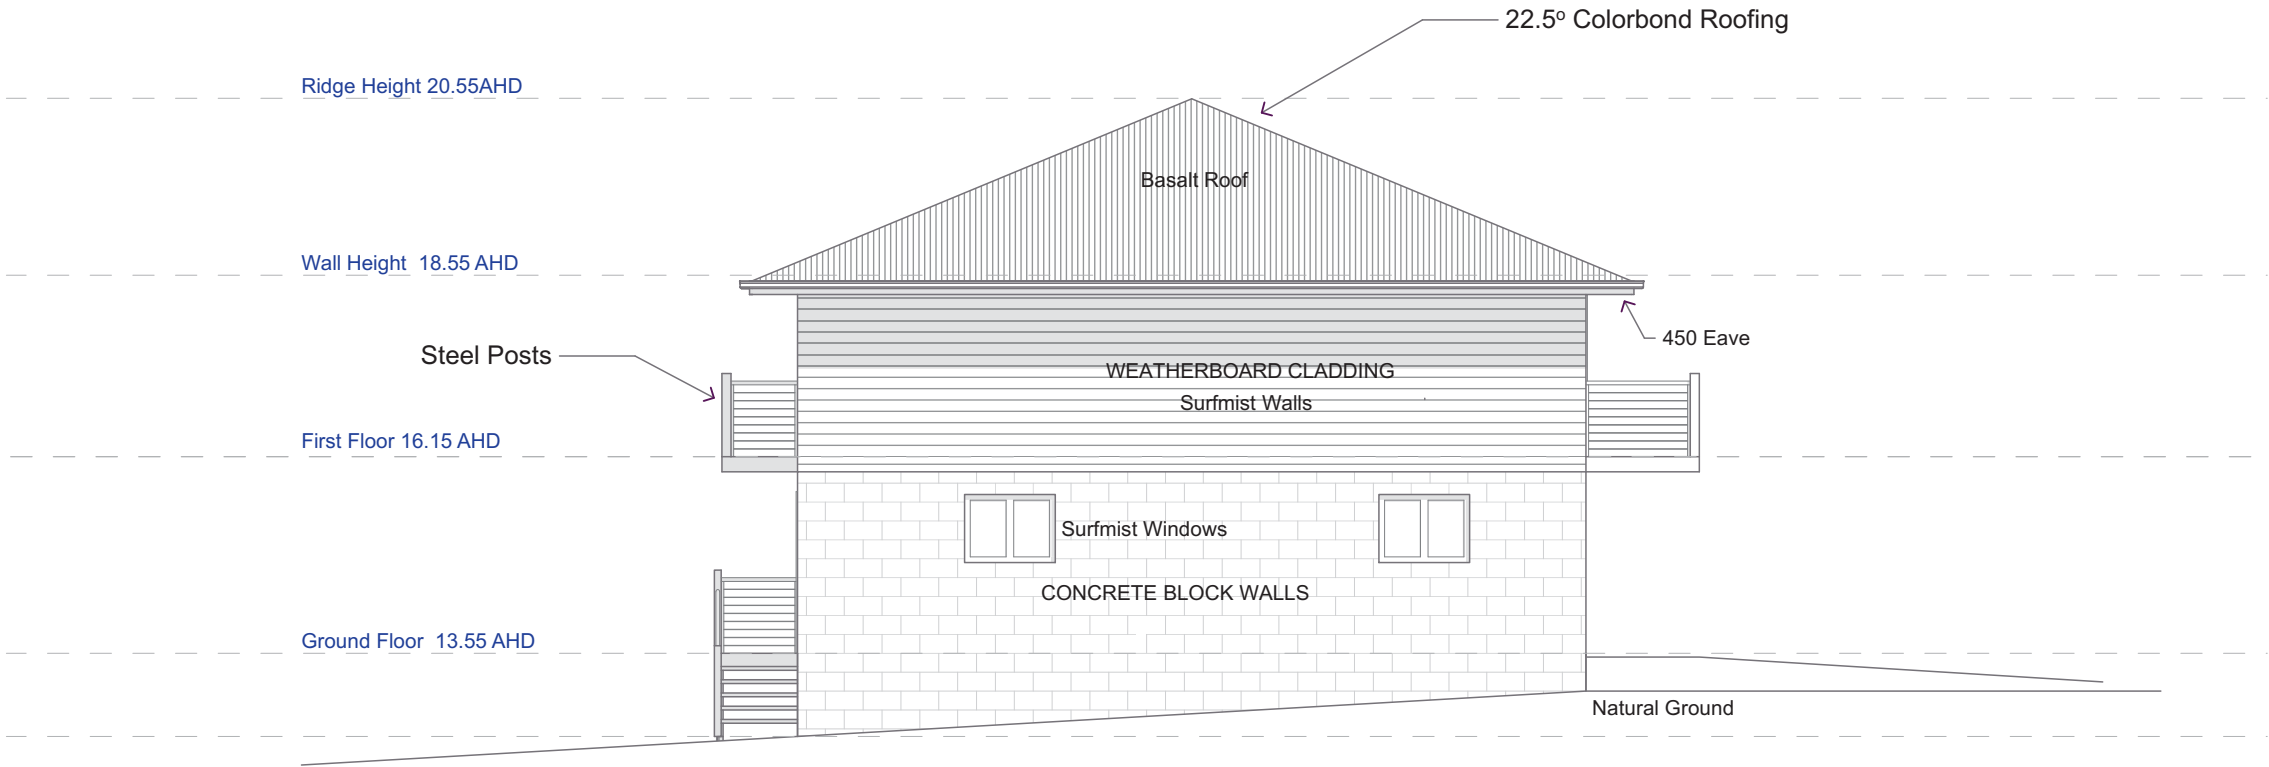 22.5º Colorbond Roofing
Ridge Height 20.55AHD
Basalt Roof
Wall Height 18.55 AHD
450 Eave
Steel Posts
WEATHERBOARD CLADDING
Surfmist Walls
First Floor 16.15 AHD
Surfmist Windows
CONCRETE BLOCK WALLS
Ground Floor 13.55 AHD
Natural Ground